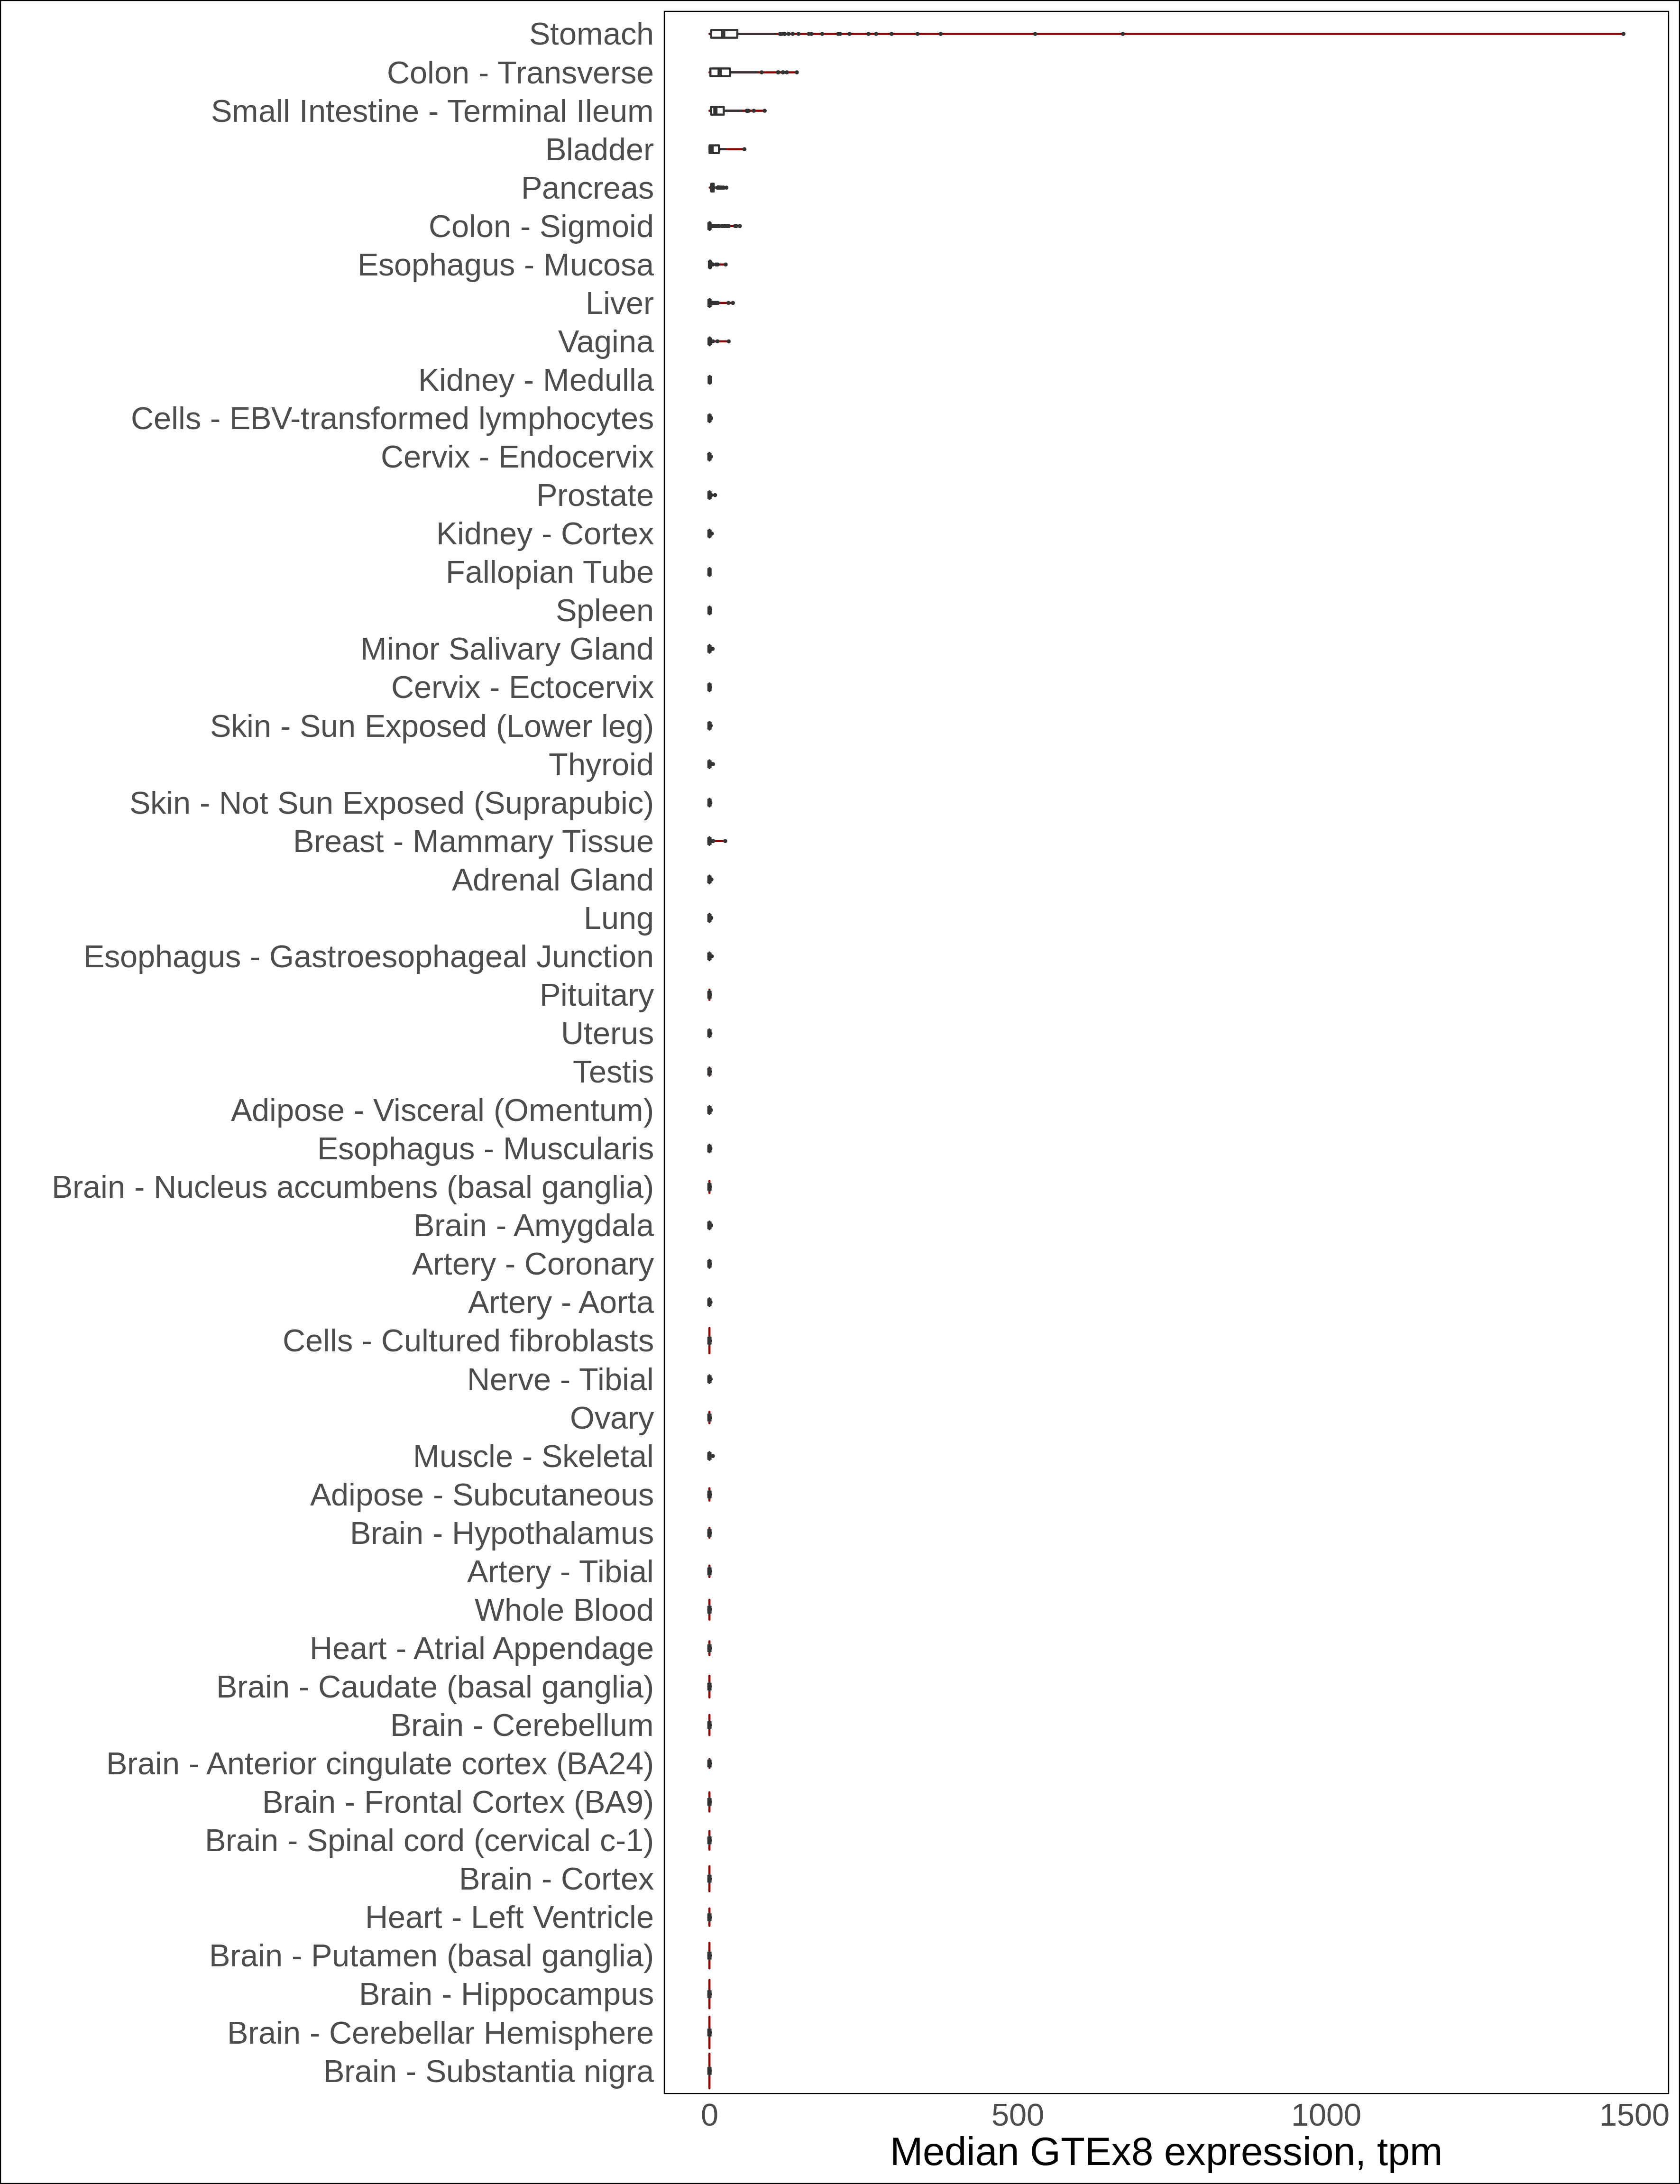 Stomach
Colon - Transverse
Small Intestine - Terminal Ileum
Bladder
Pancreas
Colon - Sigmoid
Esophagus - Mucosa
Liver
Vagina
Kidney - Medulla
Cells - EBV-transformed lymphocytes
Cervix - Endocervix
Prostate
Kidney - Cortex
Fallopian Tube
Spleen
Minor Salivary Gland
Cervix - Ectocervix
Skin - Sun Exposed (Lower leg)
Thyroid
Skin - Not Sun Exposed (Suprapubic)
Breast - Mammary Tissue
Adrenal Gland
Lung
Esophagus - Gastroesophageal Junction
Pituitary
Uterus
Testis
Adipose - Visceral (Omentum)
Esophagus - Muscularis
Brain - Nucleus accumbens (basal ganglia)
Brain - Amygdala
Artery - Coronary
Artery - Aorta
Cells - Cultured fibroblasts
Nerve - Tibial
Ovary
Muscle - Skeletal
Adipose - Subcutaneous
Brain - Hypothalamus
Artery - Tibial
Whole Blood
Heart - Atrial Appendage
Brain - Caudate (basal ganglia)
Brain - Cerebellum
Brain - Anterior cingulate cortex (BA24)
Brain - Frontal Cortex (BA9)
Brain - Spinal cord (cervical c-1)
Brain - Cortex
Heart - Left Ventricle
Brain - Putamen (basal ganglia)
Brain - Hippocampus
Brain - Cerebellar Hemisphere
Brain - Substantia nigra
0 500 1000 1500
Median GTEx8 expression, tpm